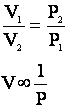 V₁/V₂ = P₂/P₁
V∞ 1/P